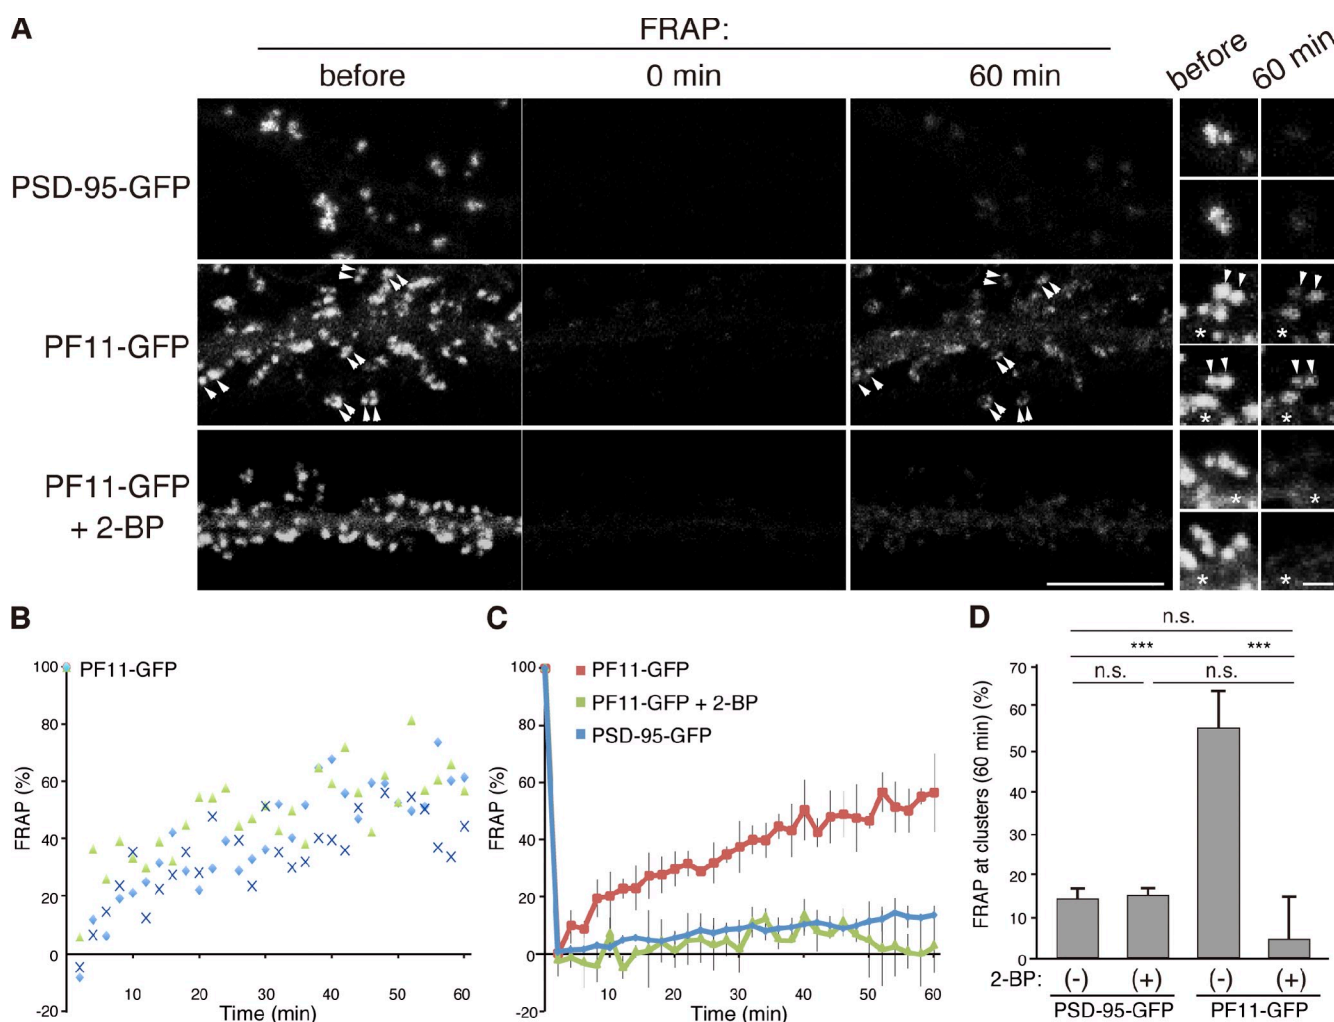 A
FRAP:
before
0 min
60 min
before
60 min
PSD-95-GFP
PF11-GFP
*
*
*
*
PF11-GFP
+ 2-BP
*
*
*
*
B
C
D
PF11-GFP
FRAP (%)
100
80
60
40
20
0
-20
10
20
30
40
50
60
Time (min)
PF11-GFP
PF11-GFP + 2-BP
PSD-95-GFP
FRAP (%)
100
80
60
40
20
0
-20
10
20
30
40
50
60
Time (min)
n.s.
***
***
n.s.
n.s.
FRAP at clusters (60 min) (%)
70
60
50
40
30
20
10
0
2-BP: (-) (+) (-) (+)
PSD-95-GFP PF11-GFP